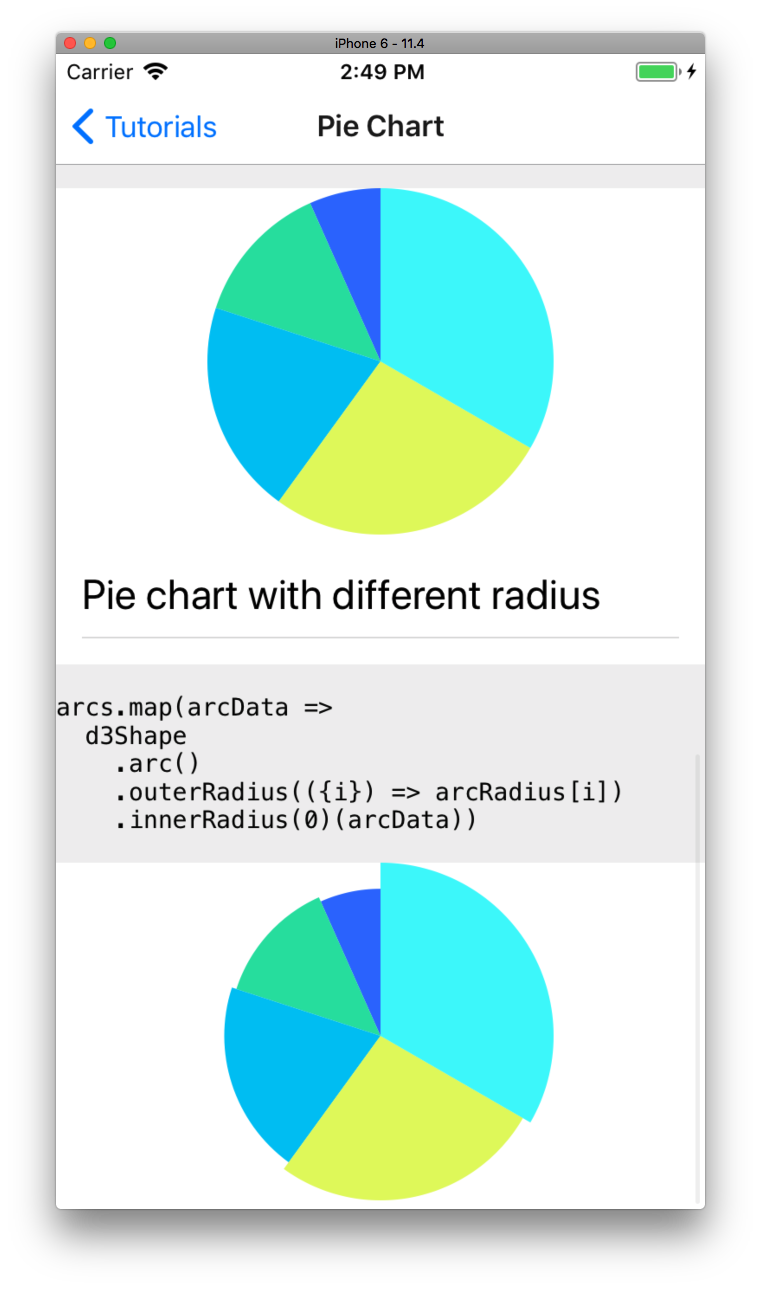 iPhone 6 - 11.4
Carrier 2:49 PM
Tutorials Pie Chart
Pie chart with different radius
arcs.map(arcData =>
  d3Shape
    .arc()
    .outerRadius(({i}) => arcRadius[i])
    .innerRadius(0)(arcData))